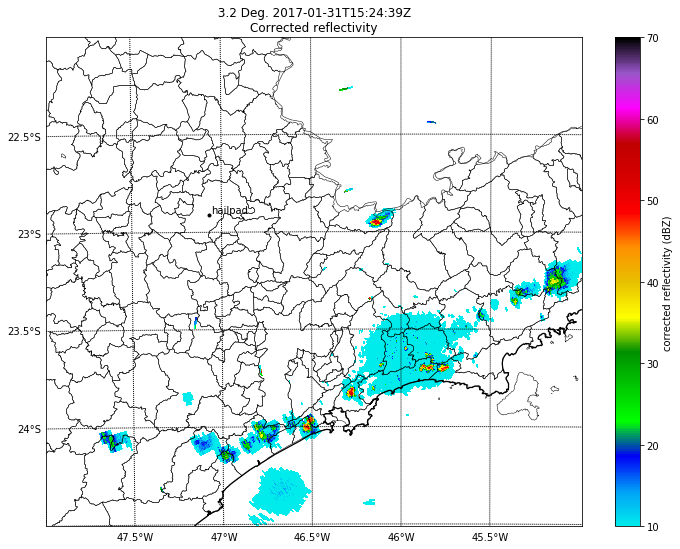 3.2 Deg. 2017-01-31T15:24:39Z
Corrected reflectivity
hailpad
22.5°S
23°S
23.5°S
24°S
47.5°W
47°W
46.5°W
46°W
45.5°W
70
60
50
40
30
20
10
corrected reflectivity (dBZ)